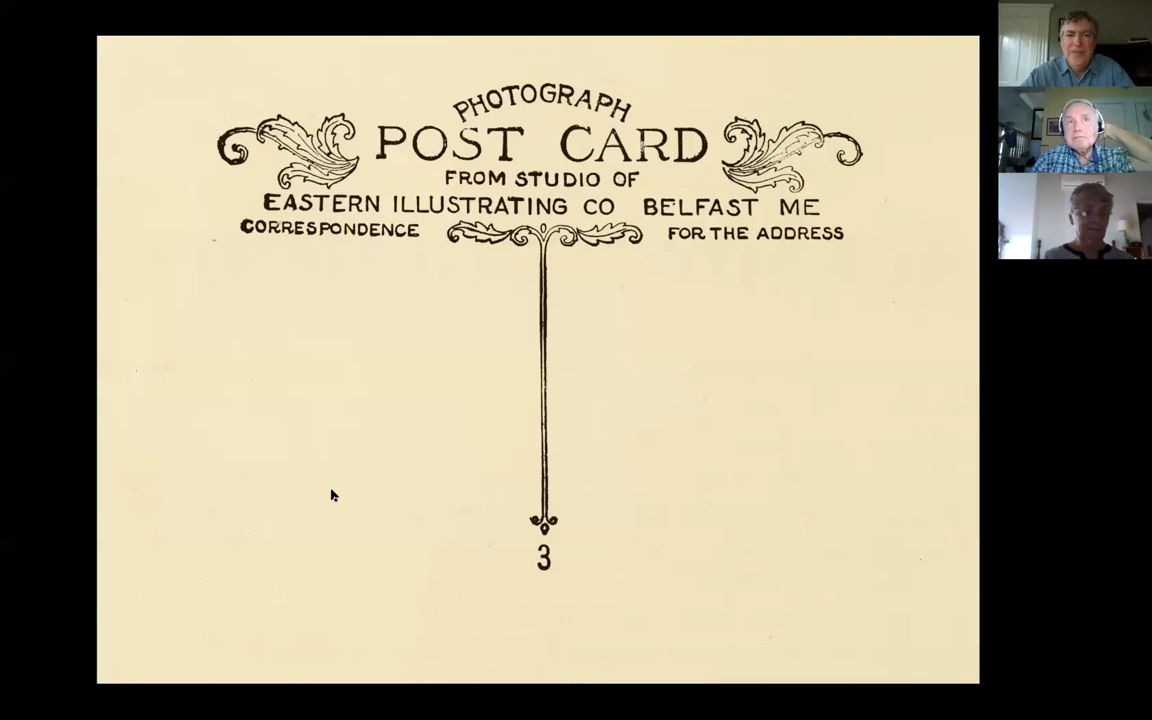 PHOTOGRAPH
POST CARD
FROM STUDIO OF
EASTERN ILLUSTRATING CO BELFAST ME
CORRESPONDENCE FOR THE ADDRESS
3